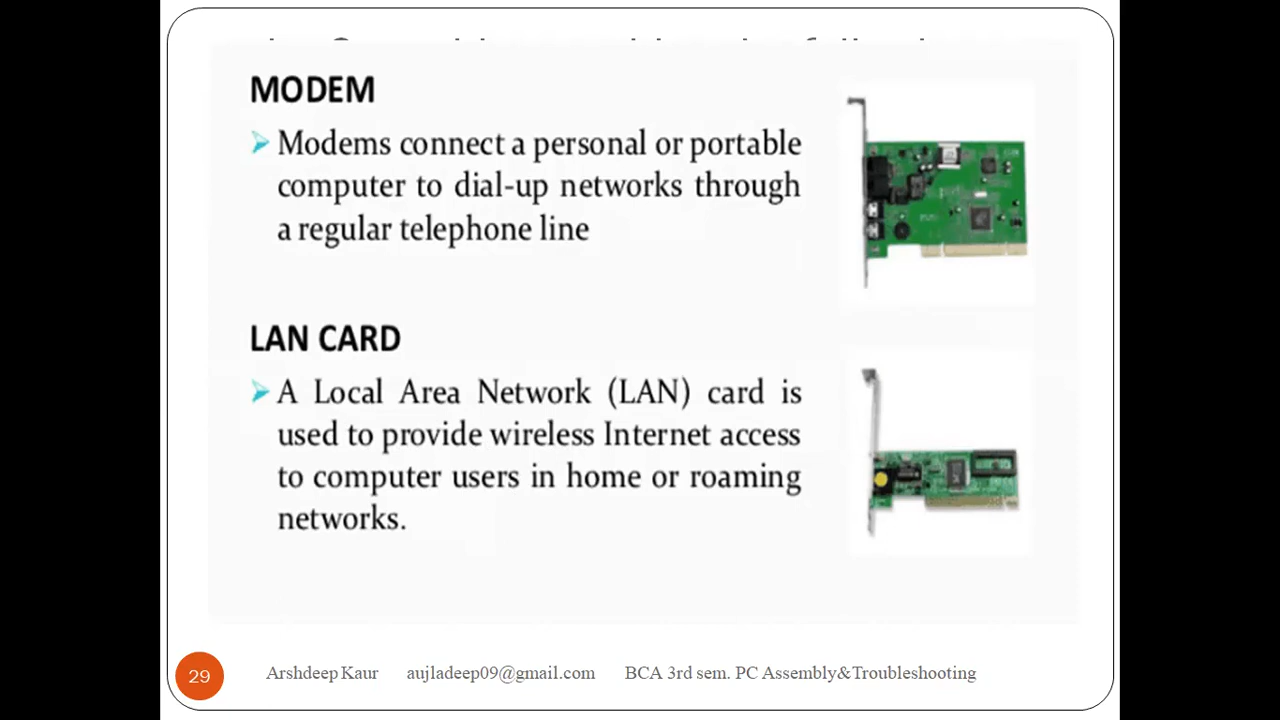 MODEM
Modems connect a personal or portable
computer to dial-up networks through
a regular telephone line
LAN CARD
A Local Area Network (LAN) card is
used to provide wireless Internet access
to computer users in home or roaming
networks.
29 Arshdeep Kaur aujladeep09@gmail.com BCA 3rd sem. PC Assembly&Troubleshooting